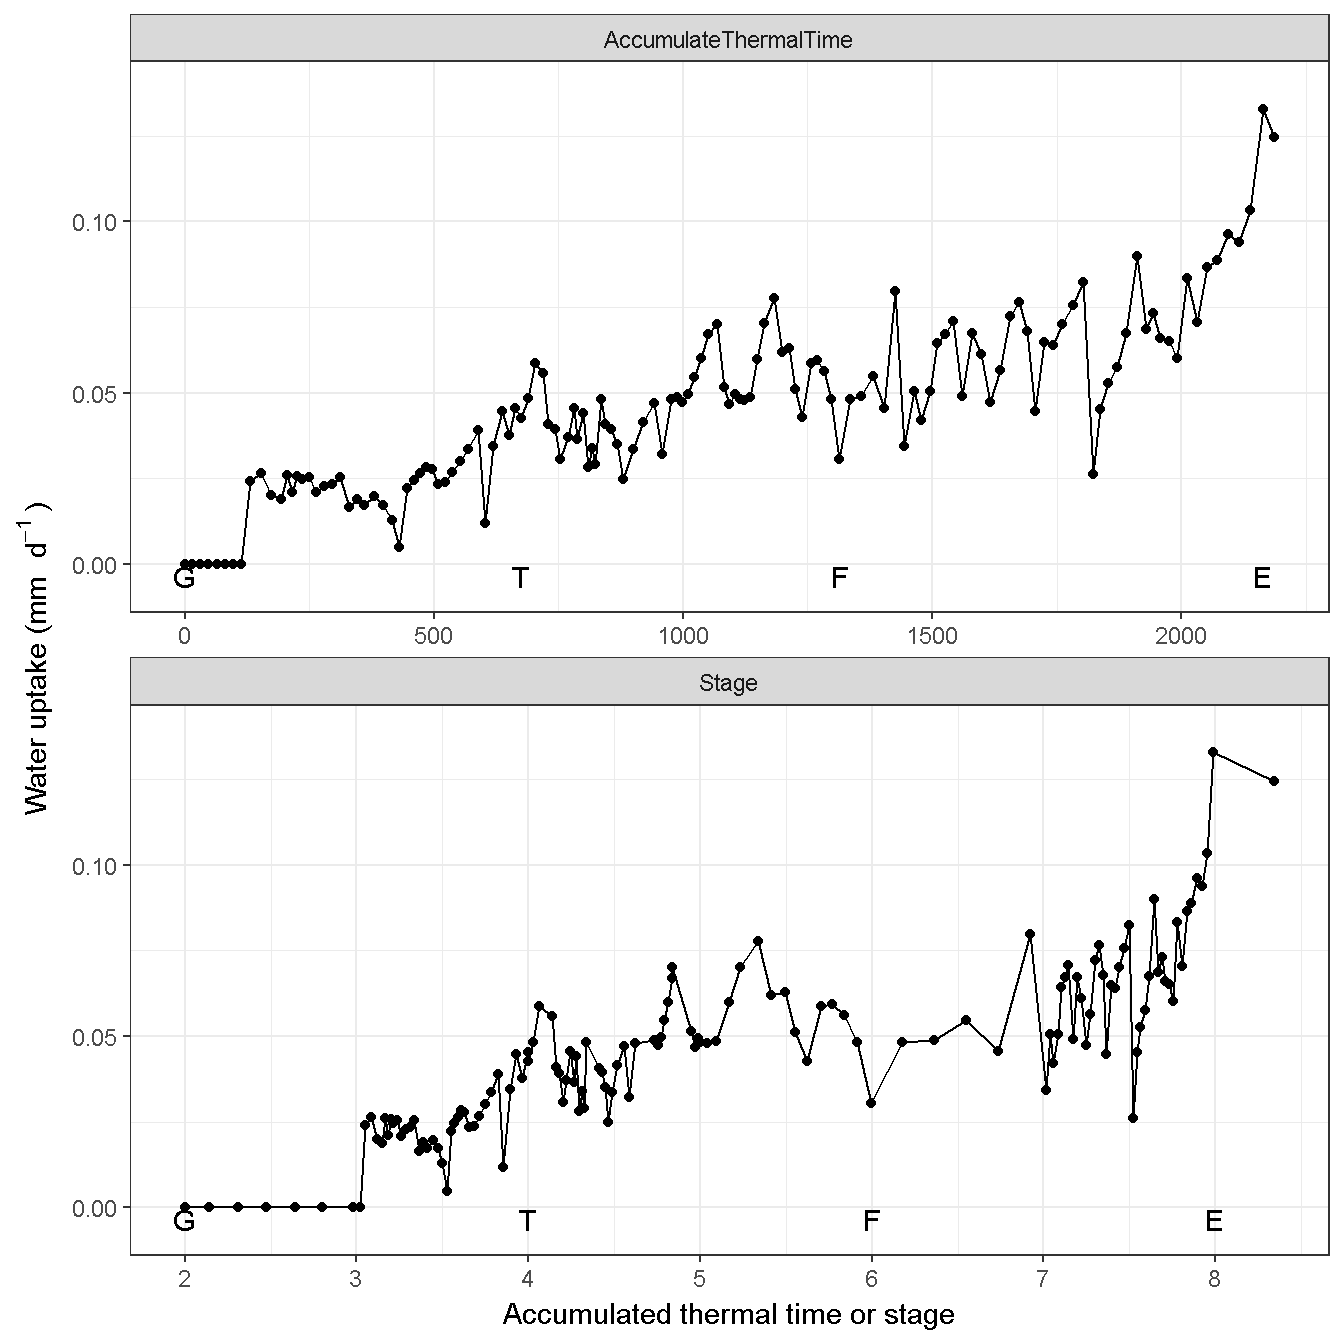 AccumulateThermalTime
0.10
0.05
0.00
G T F E
0 500 1000 1500 2000
Water uptake (mm d⁻¹)
Stage
0.10
0.05
0.00
G T F E
2 3 4 5 6 7 8
Accumulated thermal time or stage